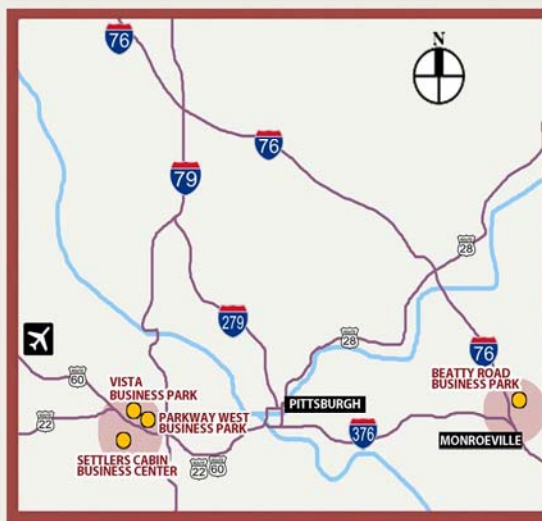 76
N
76
79
28
279
28
76
BEATTY ROAD
BUSINESS PARK
60
VISTA
BUSINESS PARK
PITTSBURGH
22
PARKWAY WEST
BUSINESS PARK
376
MONROEVILLE
SETTLERS CABIN
BUSINESS CENTER
22 60